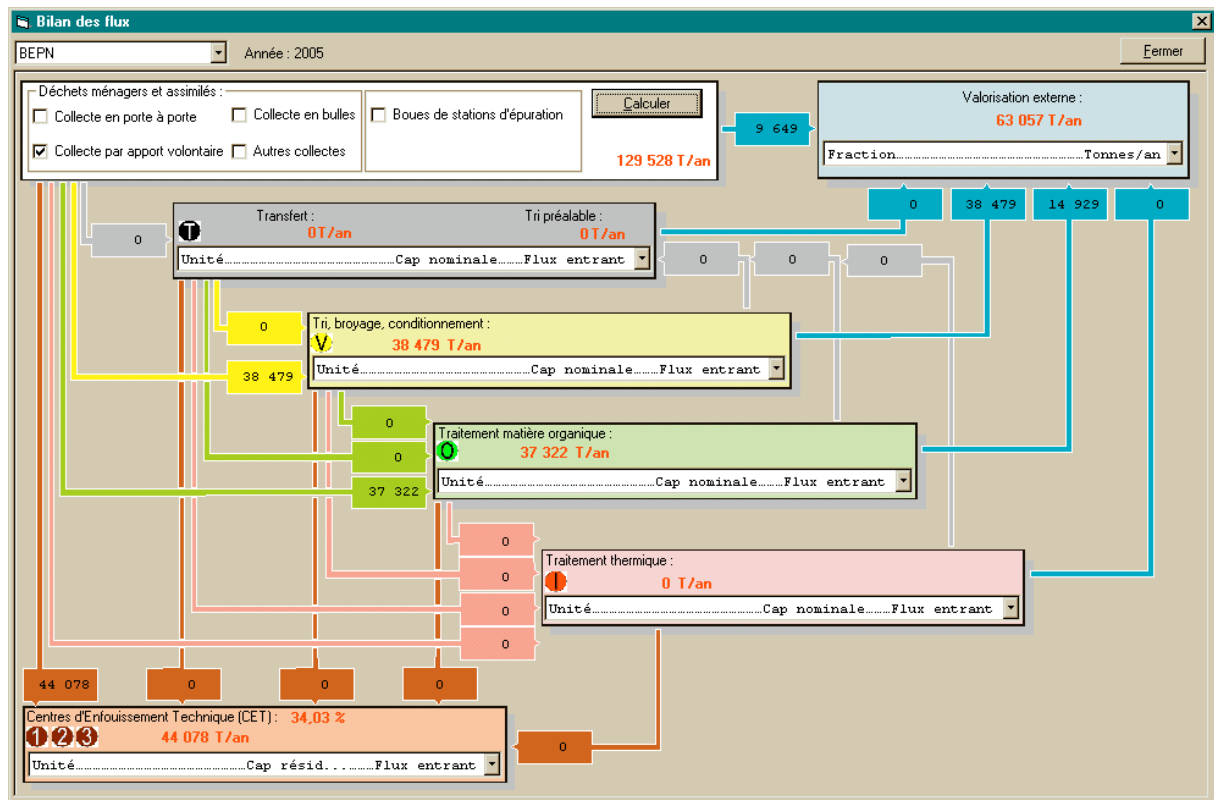 Bilan des flux
BEPN Année : 2005 Fermer
Déchets ménagers et assimilés :
Collecte en porte à porte Collecte en bulles Boues de stations d'épuration Calculer
Collecte par apport volontaire Autres collectes
129 528 T/an
9 649
Valorisation externe :
63 057 T/an
Fraction Tonnes/an
0 38 479 14 929 0
0
T Transfert : Tri préalable :
0T/an 0T/an
Unité Cap nominale Flux entrant
0 0 0
0
Tri, broyage, conditionnement :
V 38 479 T/an
38 479
Unité Cap nominale Flux entrant
0
Traitement matière organique :
0
O 37 322 T/an
37 322
Unité Cap nominale Flux entrant
0
Traitement thermique :
0
I 0 T/an
0
Unité Cap nominale Flux entrant
0
44 078 0 0 0
Centres d'Enfouissement Technique (CET) : 34,03 %
1 2 3 44 078 T/an
Unité Cap résid... Flux entrant
0